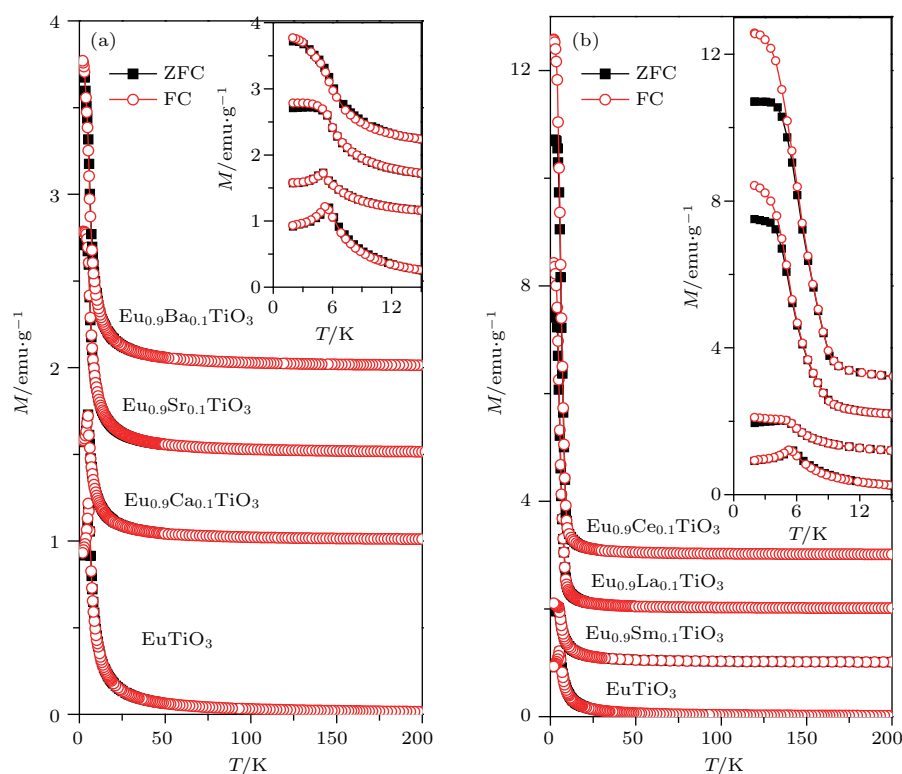 (a)
ZFC
FC
M/emu·g⁻¹
4
3
2
1
0
0
50
100
150
200
T/K
Eu₀.₉Ba₀.₁TiO₃
Eu₀.₉Sr₀.₁TiO₃
Eu₀.₉Ca₀.₁TiO₃
EuTiO₃
M/emu·g⁻¹
4
3
2
1
0
0
6
12
T/K
(b)
ZFC
FC
M/emu·g⁻¹
12
8
4
0
0
50
100
150
200
T/K
Eu₀.₉Ce₀.₁TiO₃
Eu₀.₉La₀.₁TiO₃
Eu₀.₉Sm₀.₁TiO₃
EuTiO₃
M/emu·g⁻¹
12
9
6
3
0
0
6
12
T/K